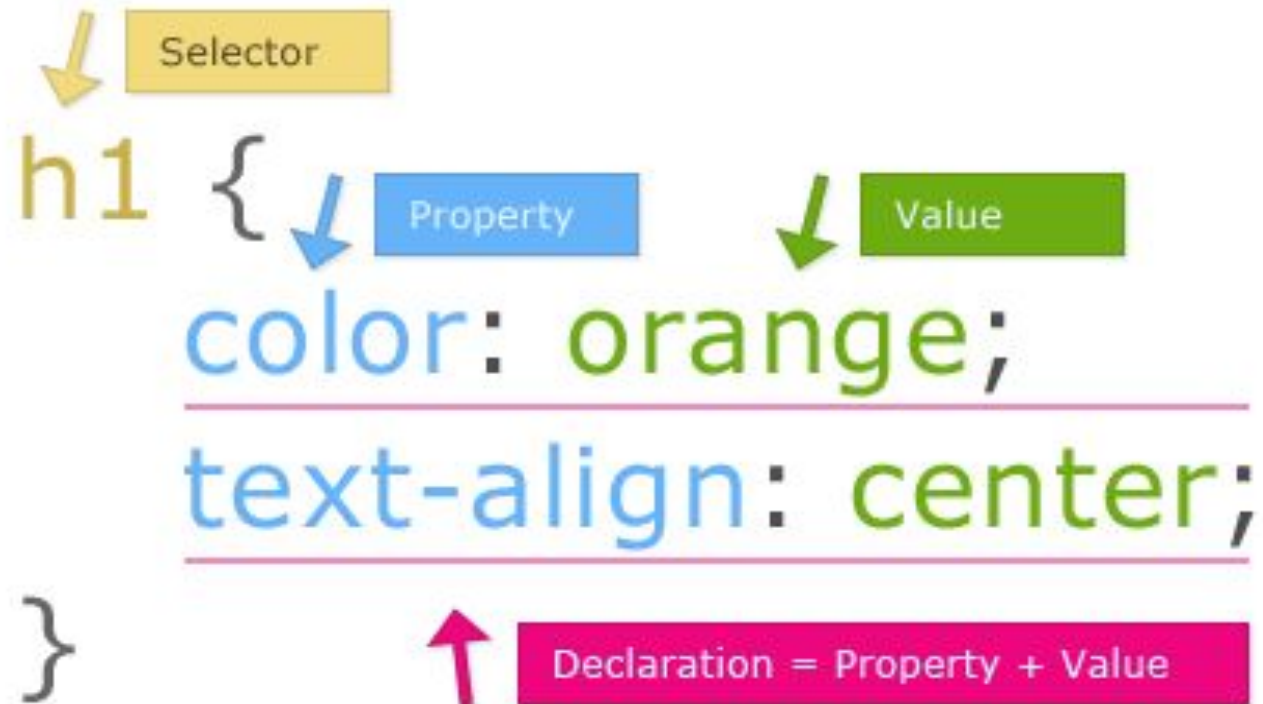 Selector
h1 {
Property
Value
color: orange;
text-align: center;
}
Declaration = Property + Value